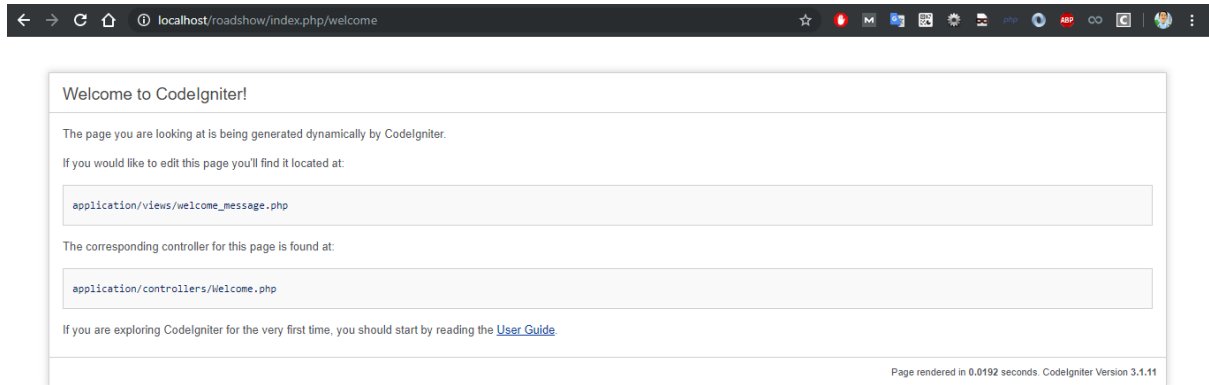 localhost/roadshow/index.php/welcome
M
php
ABP
C
Welcome to CodeIgniter!
The page you are looking at is being generated dynamically by CodeIgniter.
If you would like to edit this page you'll find it located at:
application/views/welcome_message.php
The corresponding controller for this page is found at:
application/controllers/Welcome.php
If you are exploring CodeIgniter for the very first time, you should start by reading the User Guide.
Page rendered in 0.0192 seconds. CodeIgniter Version 3.1.11